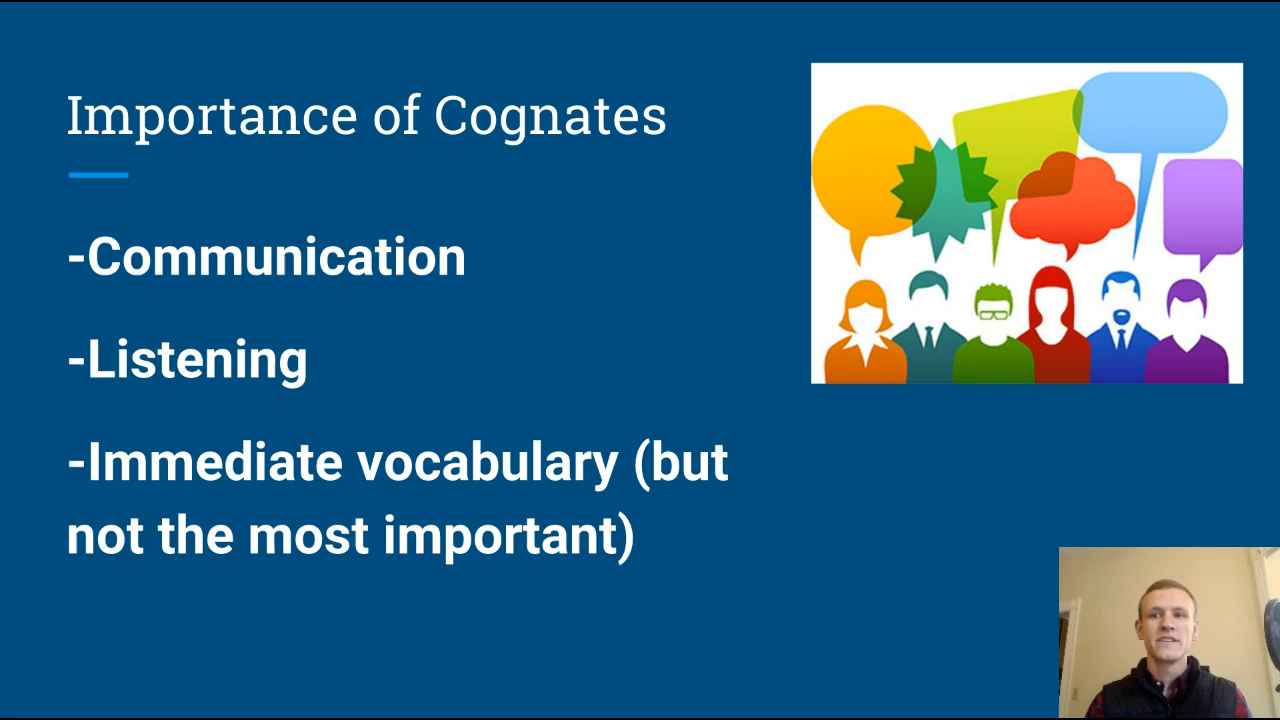 Importance of Cognates
-Communication
-Listening
-Immediate vocabulary (but
not the most important)